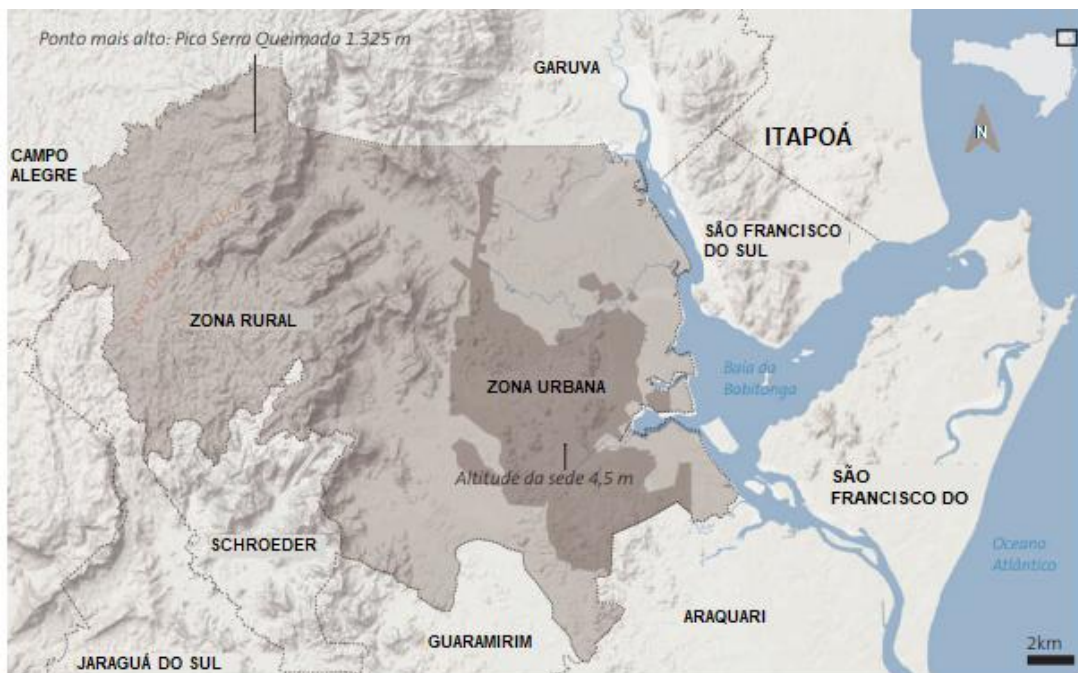 Ponto mais alto: Pico Serra Queimada 1.325 m
GARUVA
N
ITAPOÁ
CAMPO
ALEGRE
SÃO FRANCISCO
DO SUL
ZONA RURAL
ZONA URBANA
Baía da
Babitonga
Altitude da sede 4,5 m
SÃO
FRANCISCO DO
SCHROEDER
Oceano
Atlântico
ARAQUARI
GUARAMIRIM
JARAGUÁ DO SUL
2km